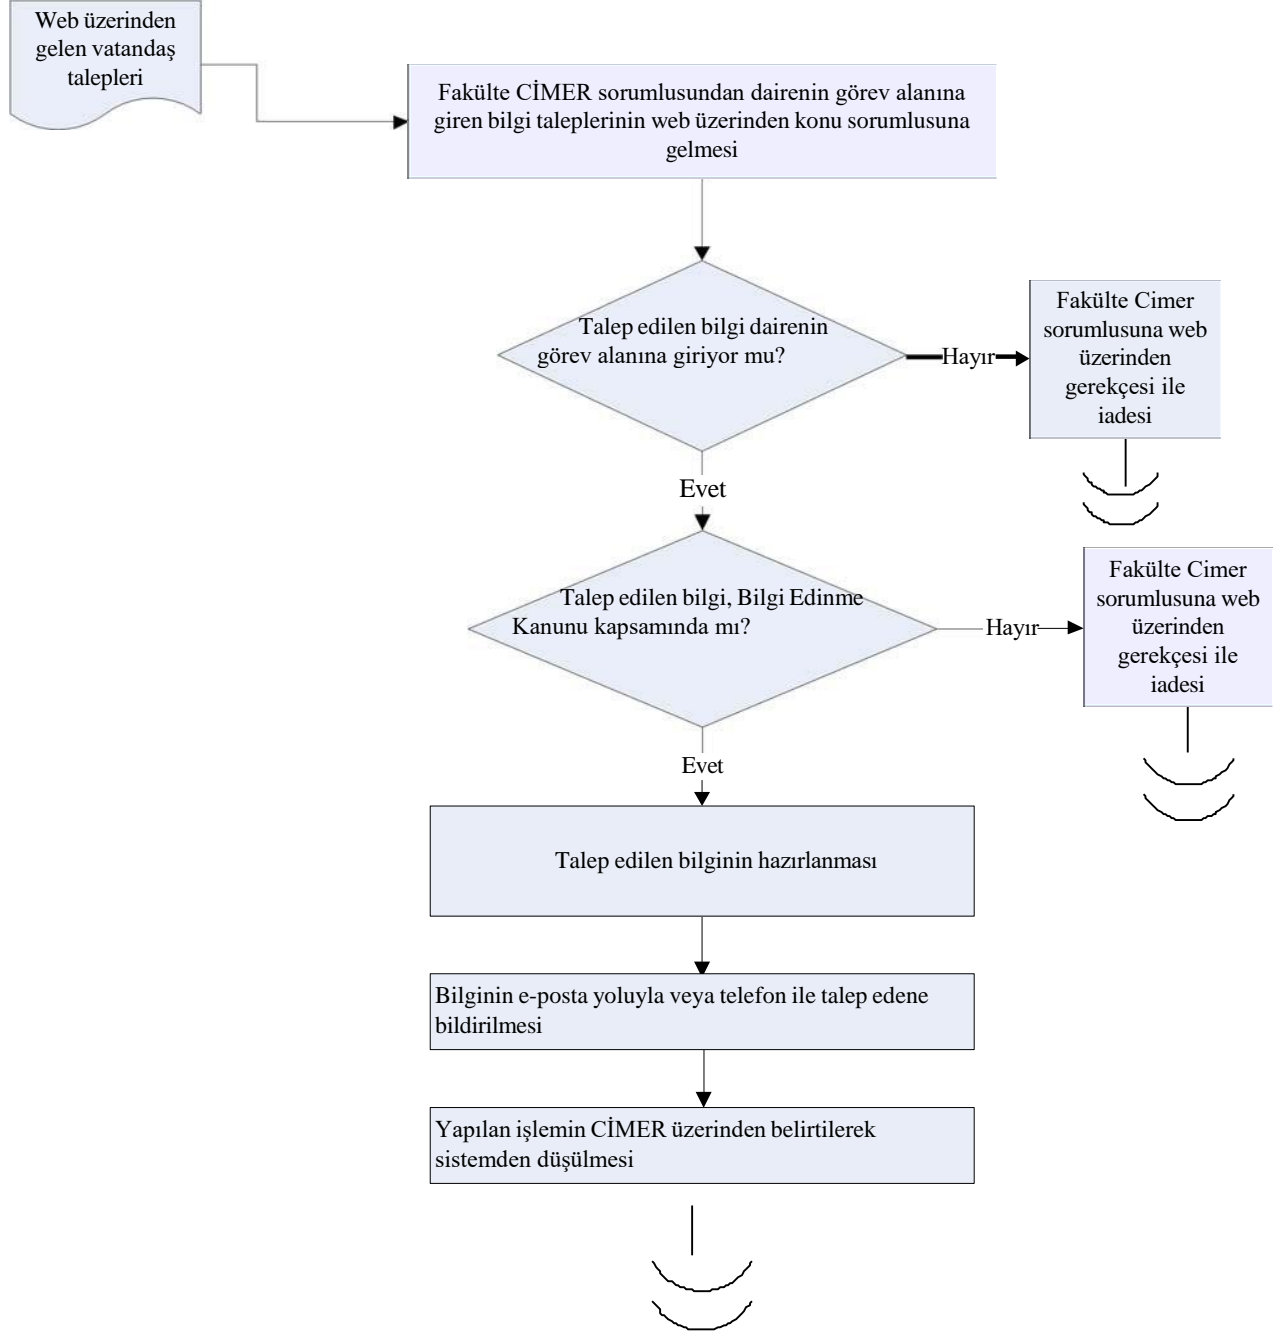 Web üzerinden
gelen vatandaş
talepleri
Fakülte CİMER sorumlusundan dairenin görev alanına
giren bilgi taleplerinin web üzerinden konu sorumlusuna
gelmesi
Talep edilen bilgi dairenin
görev alanına giriyor mu?
Hayır
Fakülte Cimer
sorumlusuna web
üzerinden
gerekçesi ile
iadesi
Evet
Talep edilen bilgi, Bilgi Edinme
Kanunu kapsamında mı?
Hayır
Fakülte Cimer
sorumlusuna web
üzerinden
gerekçesi ile
iadesi
Evet
Talep edilen bilginin hazırlanması
Bilginin e-posta yoluyla veya telefon ile talep edene
bildirilmesi
Yapılan işlemin CİMER üzerinden belirtilerek
sistemden düşülmesi